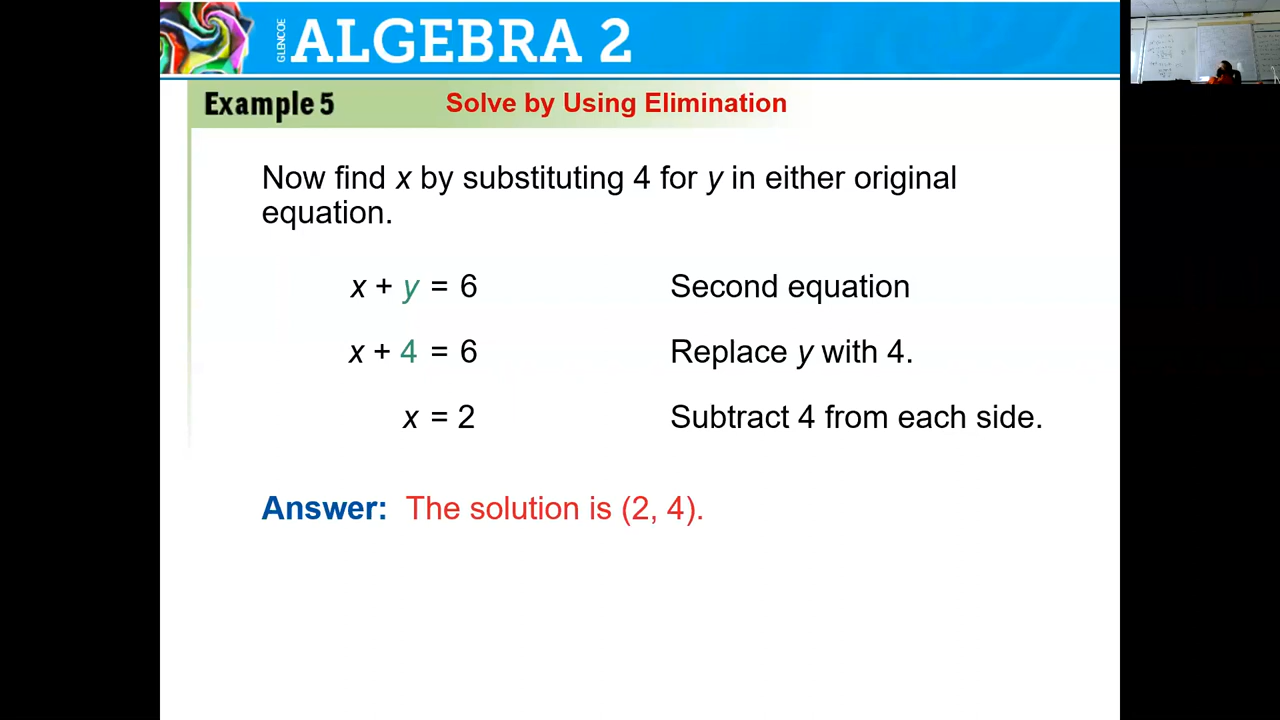 GLENCOE ALGEBRA 2
Example 5 Solve by Using Elimination
Now find x by substituting 4 for y in either original
equation.
x + y = 6 Second equation
x + 4 = 6 Replace y with 4.
x = 2 Subtract 4 from each side.
Answer: The solution is (2, 4).